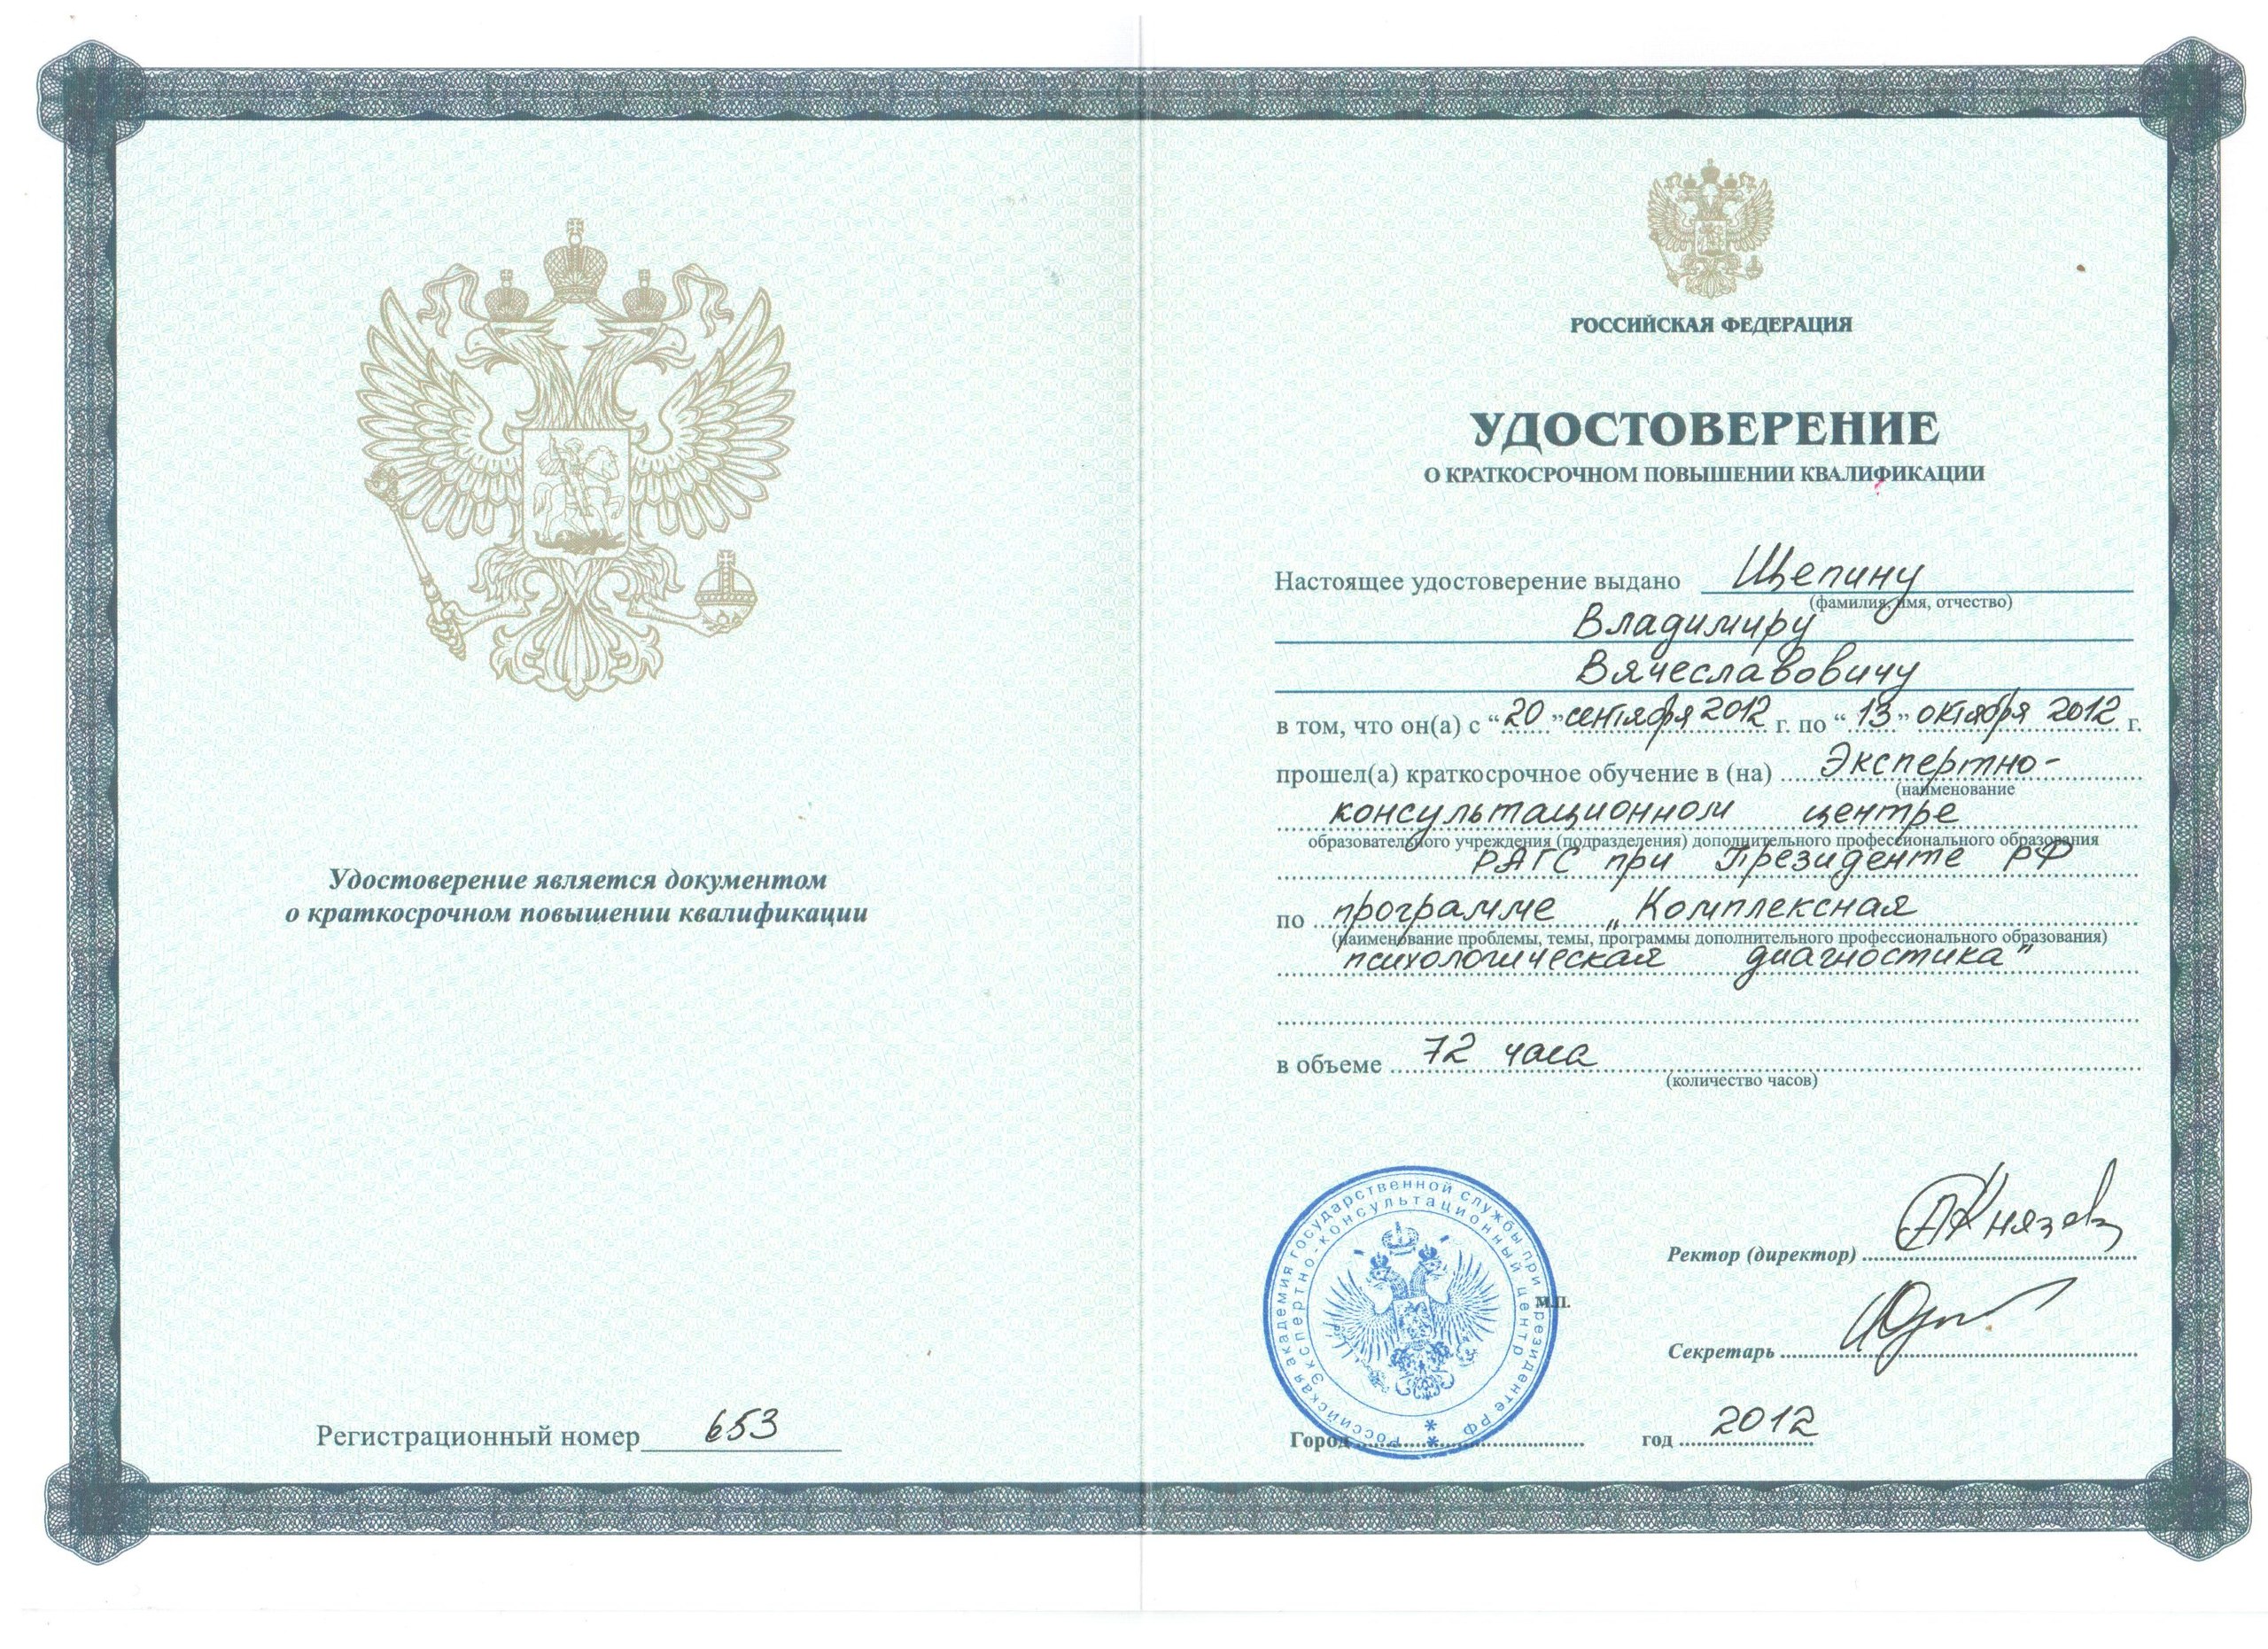 Удостоверение является документом
о краткосрочном повышении квалификации
Регистрационный номер 653
РОССИЙСКАЯ ФЕДЕРАЦИЯ
УДОСТОВЕРЕНИЕ
О КРАТКОСРОЧНОМ ПОВЫШЕНИИ КВАЛИФИКАЦИИ
Настоящее удостоверение выдано Щепину
(фамилия, имя, отчество)
Владимиру
Вячеславовичу
в том, что он(а) с “20” сентября 2012 г. по “13” октября 2012 г.
прошел(а) краткосрочное обучение в (на) Экспертно-
(наименование
консультационном центре
образовательного учреждения (подразделения) дополнительного профессионального образования
РАГС при Президенте РФ
по программе „Комплексная
(наименование проблемы, темы, программы дополнительного профессионального образования)
психологическая диагностика"
в объеме 72 часа
(количество часов)
Российская академия государственной службы при президенте РФ
Экспертно-консультационный центр
М.П.
Ректор (директор) Князев
Секретарь
Город
год 2012